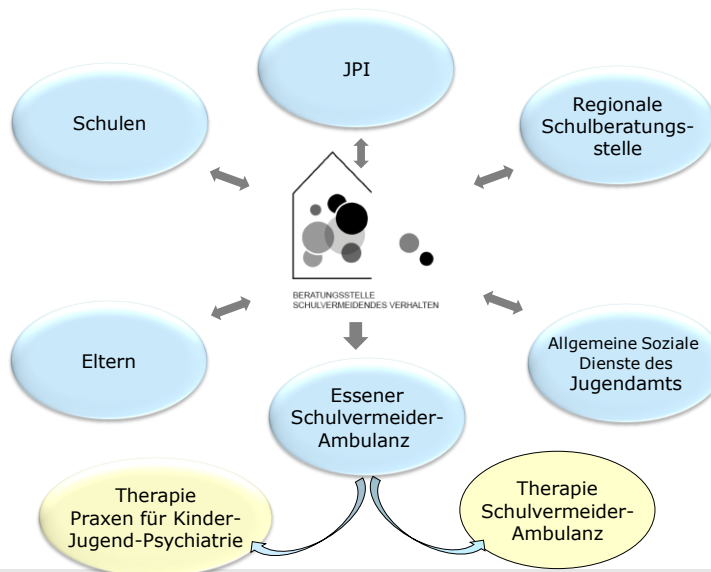 JPI
Schulen
Regionale
Schulberatungs-
stelle
BERATUNGSSTELLE
SCHULVERMEIDENDES VERHALTEN
Eltern
Allgemeine Soziale
Dienste des
Jugendamts
Essener
Schulvermeider-
Ambulanz
Therapie
Praxen für Kinder-
Jugend-Psychiatrie
Therapie
Schulvermeider-
Ambulanz